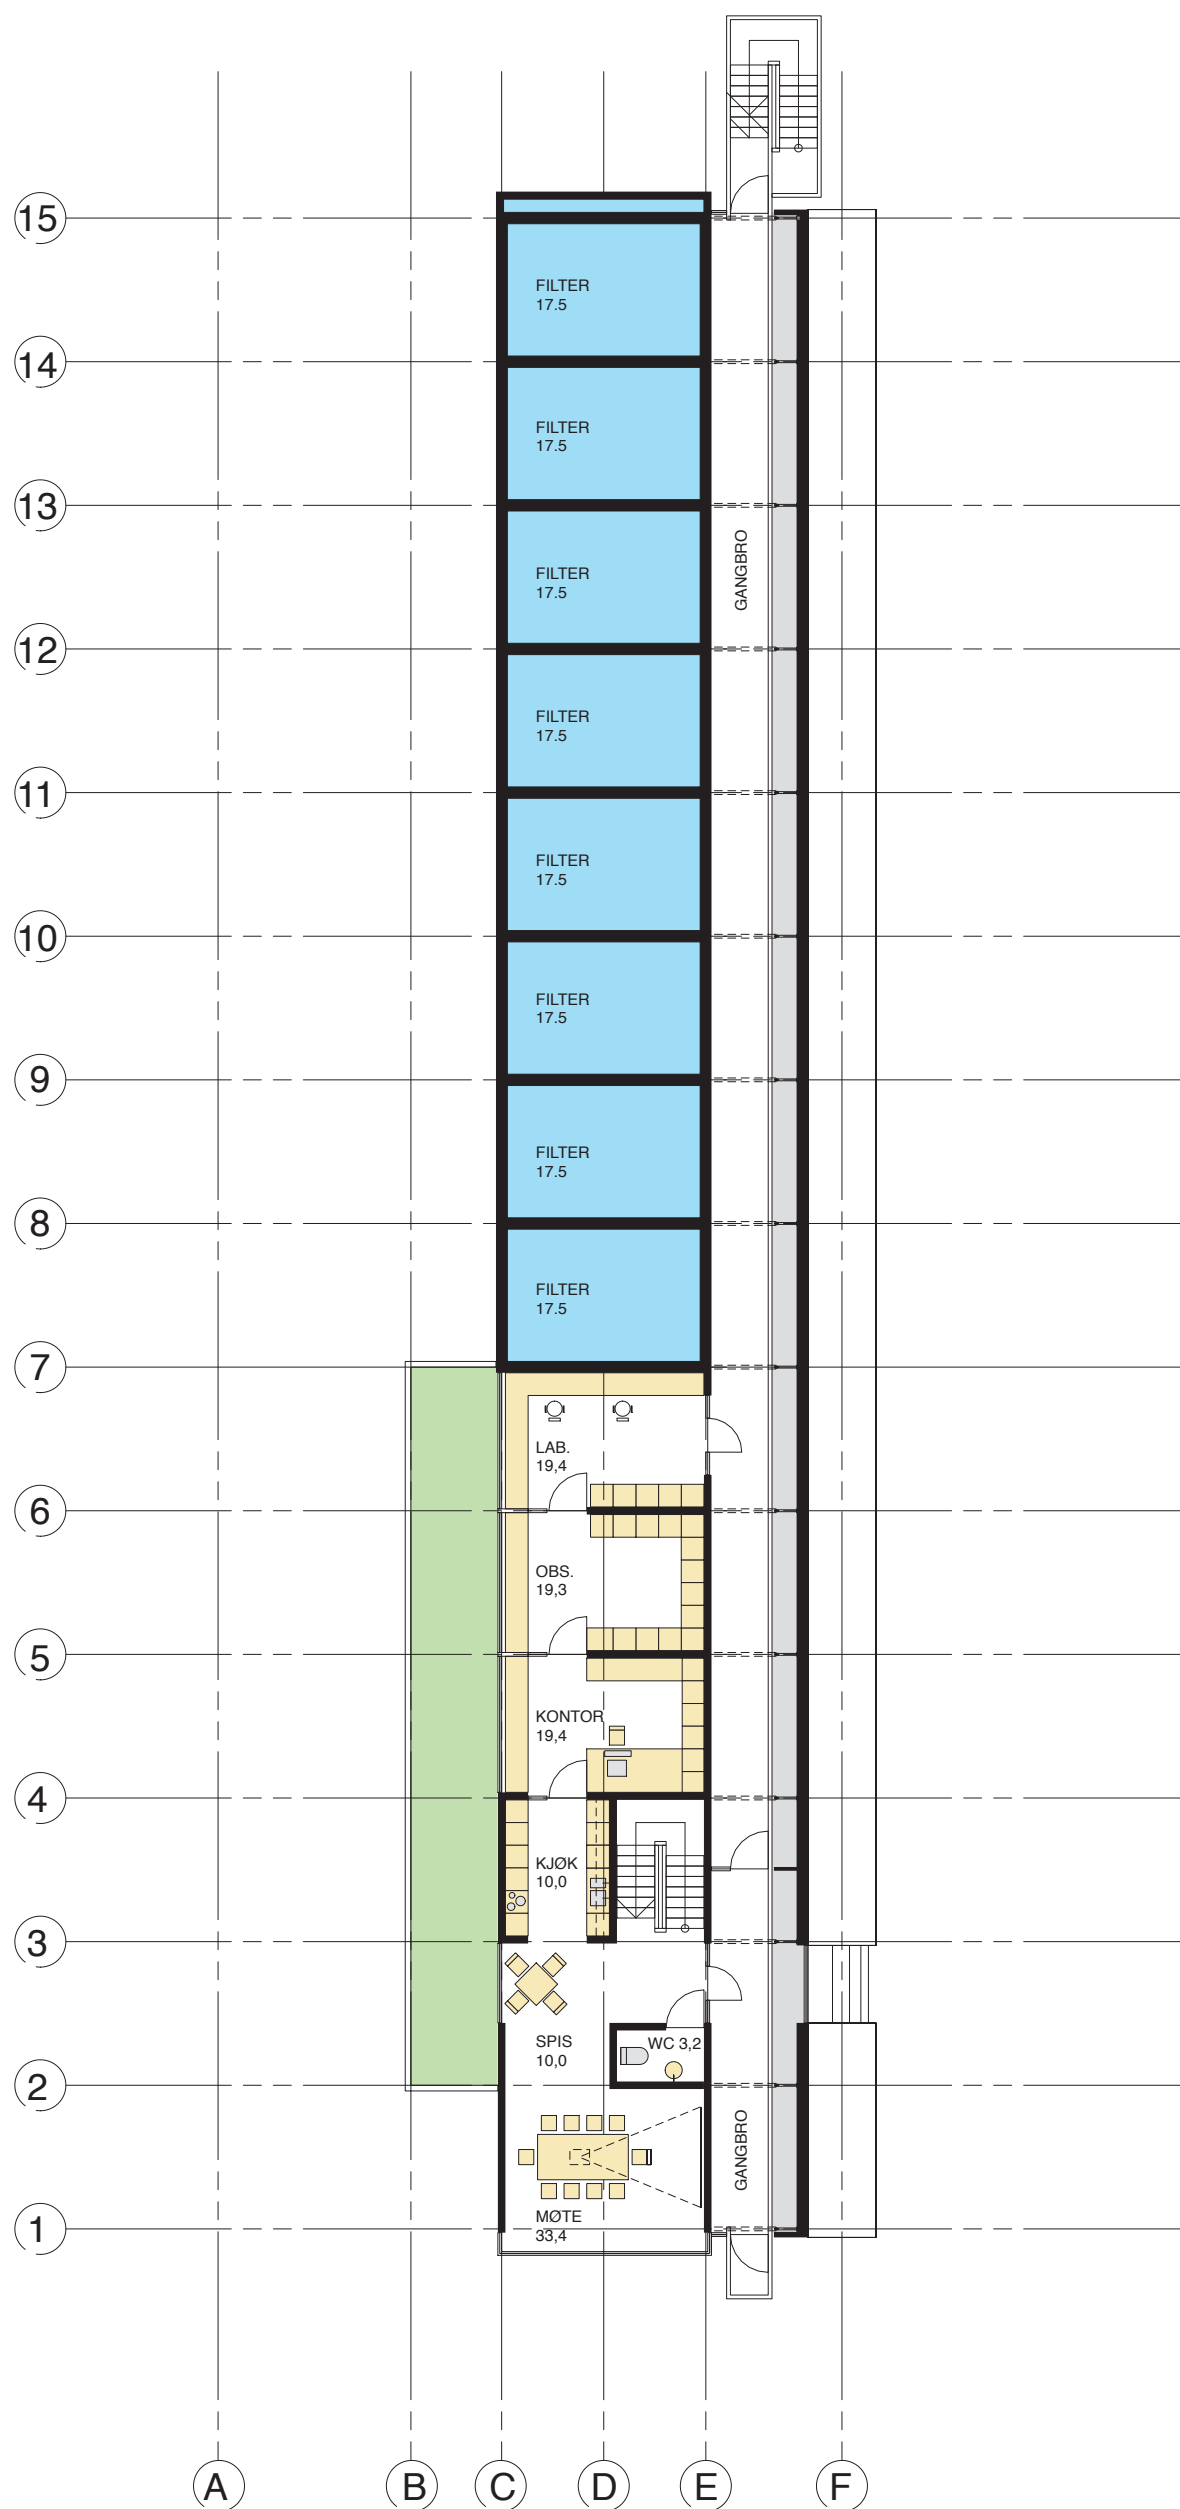 15
FILTER
17.5
14
FILTER
17.5
13
FILTER
17.5
GANGBRO
12
FILTER
17.5
11
FILTER
17.5
10
FILTER
17.5
9
FILTER
17.5
8
FILTER
17.5
7
LAB.
19,4
6
OBS.
19,3
5
KONTOR
19,4
4
KJØK
10,0
3
SPIS
10,0
WC 3,2
2
GANGBRO
MØTE
33,4
1
A B C D E F